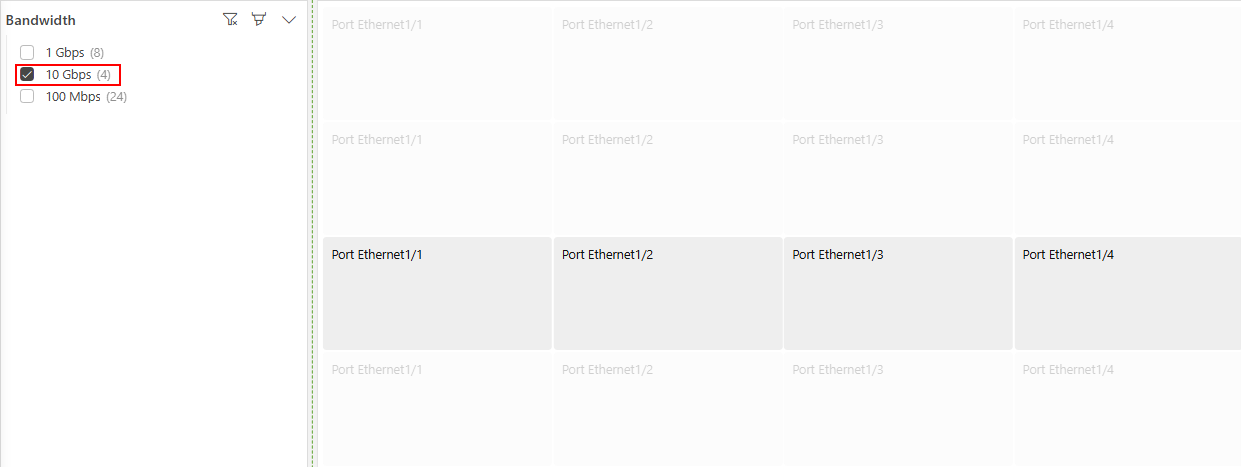 Bandwidth
1 Gbps (8)
10 Gbps (4)
100 Mbps (24)
Port Ethernet1/1 Port Ethernet1/2 Port Ethernet1/3 Port Ethernet1/4
Port Ethernet1/1 Port Ethernet1/2 Port Ethernet1/3 Port Ethernet1/4
Port Ethernet1/1 Port Ethernet1/2 Port Ethernet1/3 Port Ethernet1/4
Port Ethernet1/1 Port Ethernet1/2 Port Ethernet1/3 Port Ethernet1/4